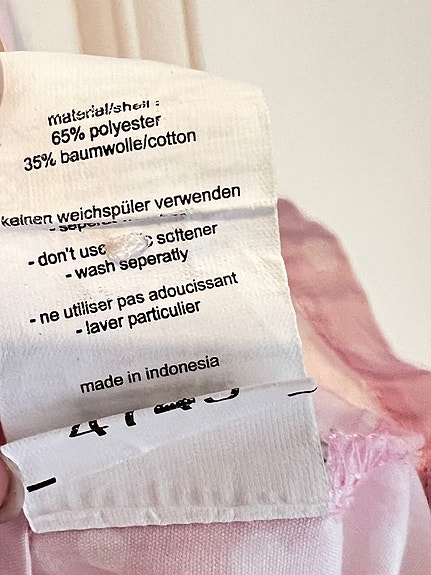 material/shell :
65% polyester
35% baumwolle/cotton
keinen weichspüler verwenden
- don't use softener
- wash seperatly
- ne utiliser pas adoucissant
- laver particulier
made in indonesia